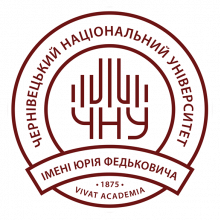 ЧЕРНІВЕЦЬКИЙ НАЦІОНАЛЬНИЙ УНІВЕРСИТЕТ
ЧНУ
ІМЕНІ ЮРІЯ ФЕДЬКОВИЧА
• 1875 •
VIVAT ACADEMIA